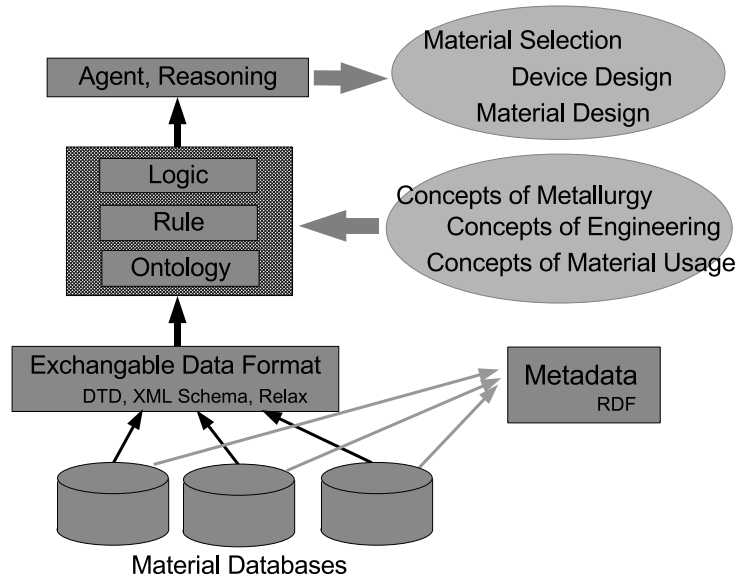 Material Selection
Device Design
Material Design
Agent, Reasoning
Logic
Rule
Ontology
Concepts of Metallurgy
Concepts of Engineering
Concepts of Material Usage
Exchangable Data Format
DTD, XML Schema, Relax
Metadata
RDF
Material Databases